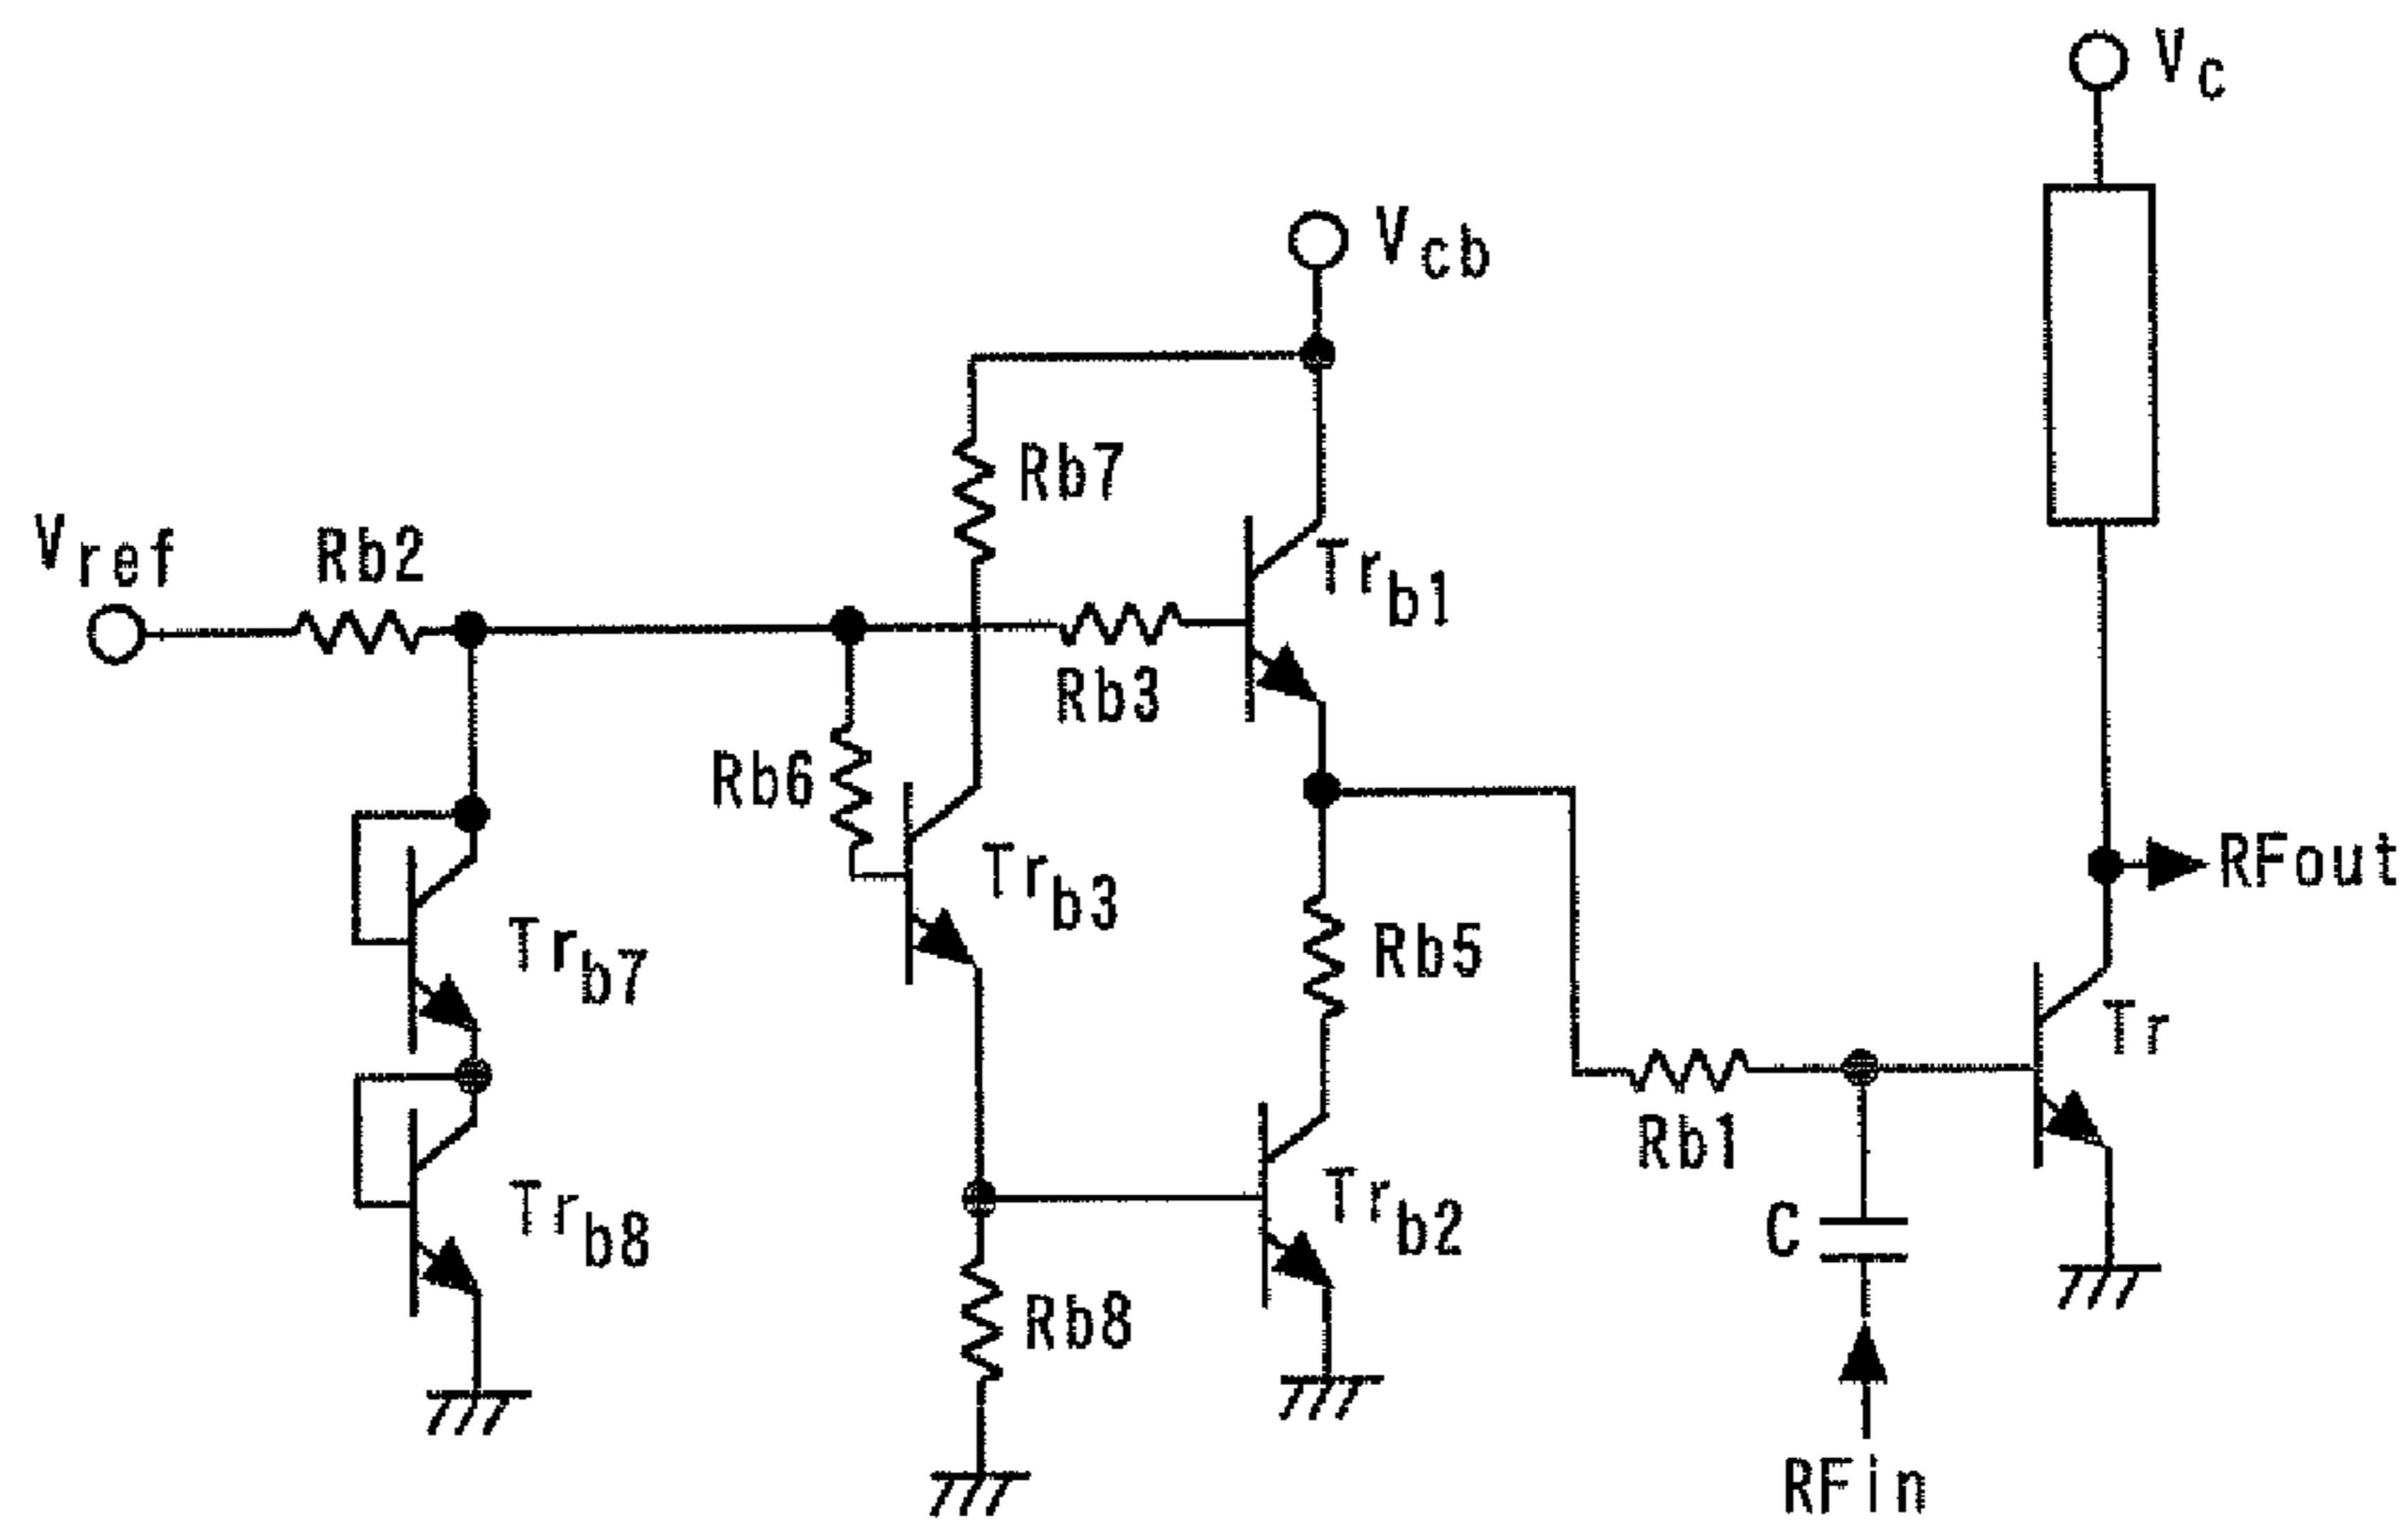 Vc
Vcb
Rb7
Vref
Rb2
Trb1
Rb3
Rb6
Trb3
RFout
Trb7
Rb5
Tr
Rb1
Trb8
Trb2
C
Rb8
RFin